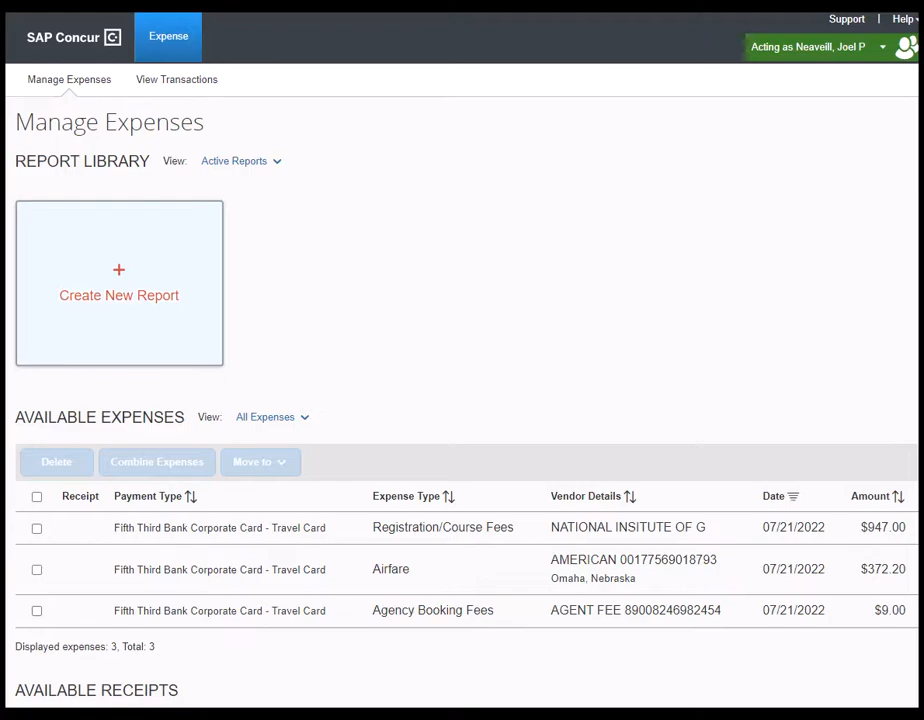 Support | Help
SAP Concur C Expense
Acting as Neaveill, Joel P
Manage Expenses View Transactions
Manage Expenses
REPORT LIBRARY View: Active Reports
+
Create New Report
AVAILABLE EXPENSES View: All Expenses
Delete Combine Expenses Move to
Receipt Payment Type Expense Type Vendor Details Date Amount
Fifth Third Bank Corporate Card - Travel Card Registration/Course Fees NATIONAL INSITUTE OF G 07/21/2022 $947.00
Fifth Third Bank Corporate Card - Travel Card Airfare AMERICAN 00177569018793 07/21/2022 $372.20
Omaha, Nebraska
Fifth Third Bank Corporate Card - Travel Card Agency Booking Fees AGENT FEE 89008246982454 07/21/2022 $9.00
Displayed expenses: 3, Total: 3
AVAILABLE RECEIPTS